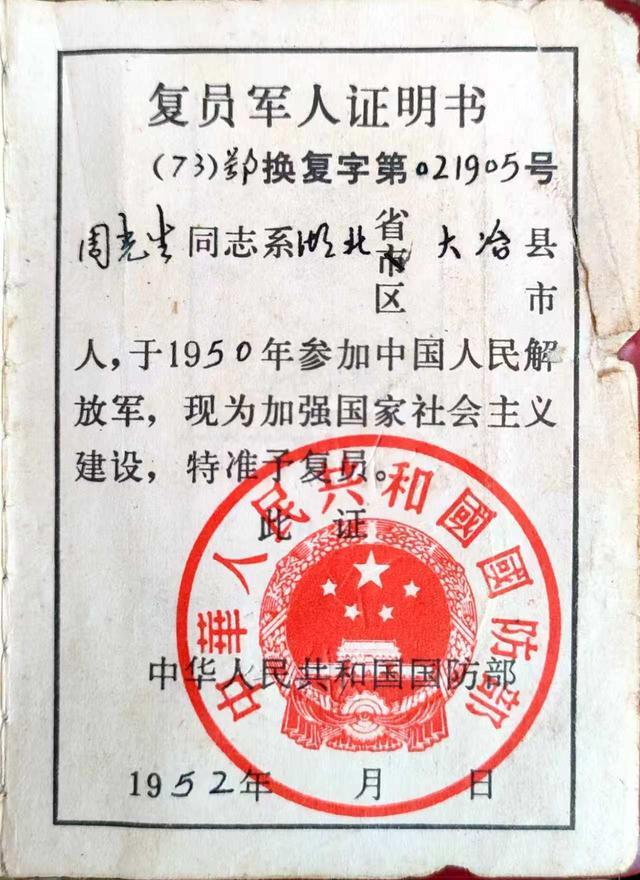 复员军人证明书
(73)鄂换复字第021905号
周光生同志系湖北省市区 大冶县市
人,于1950年参加中国人民解
放军,现为加强国家社会主义
建设,特准予复员。
此 证
中华人民共和国国防部
1952年 月 日
中華人民共和國國防部